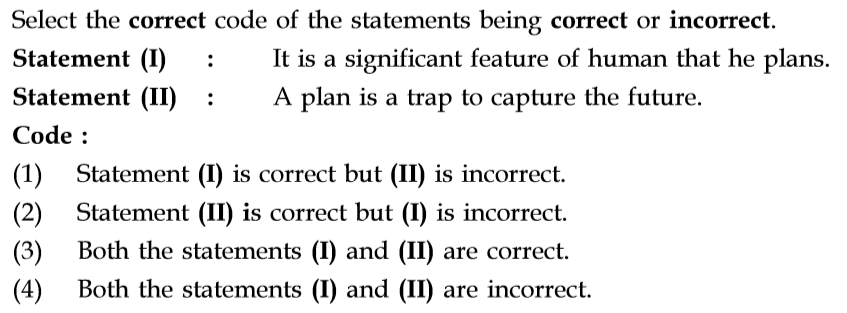 Select the correct code of the statements being correct or incorrect.
Statement (I) : It is a significant feature of human that he plans.
Statement (II) : A plan is a trap to capture the future.
Code :
(1) Statement (I) is correct but (II) is incorrect.
(2) Statement (II) is correct but (I) is incorrect.
(3) Both the statements (I) and (II) are correct.
(4) Both the statements (I) and (II) are incorrect.